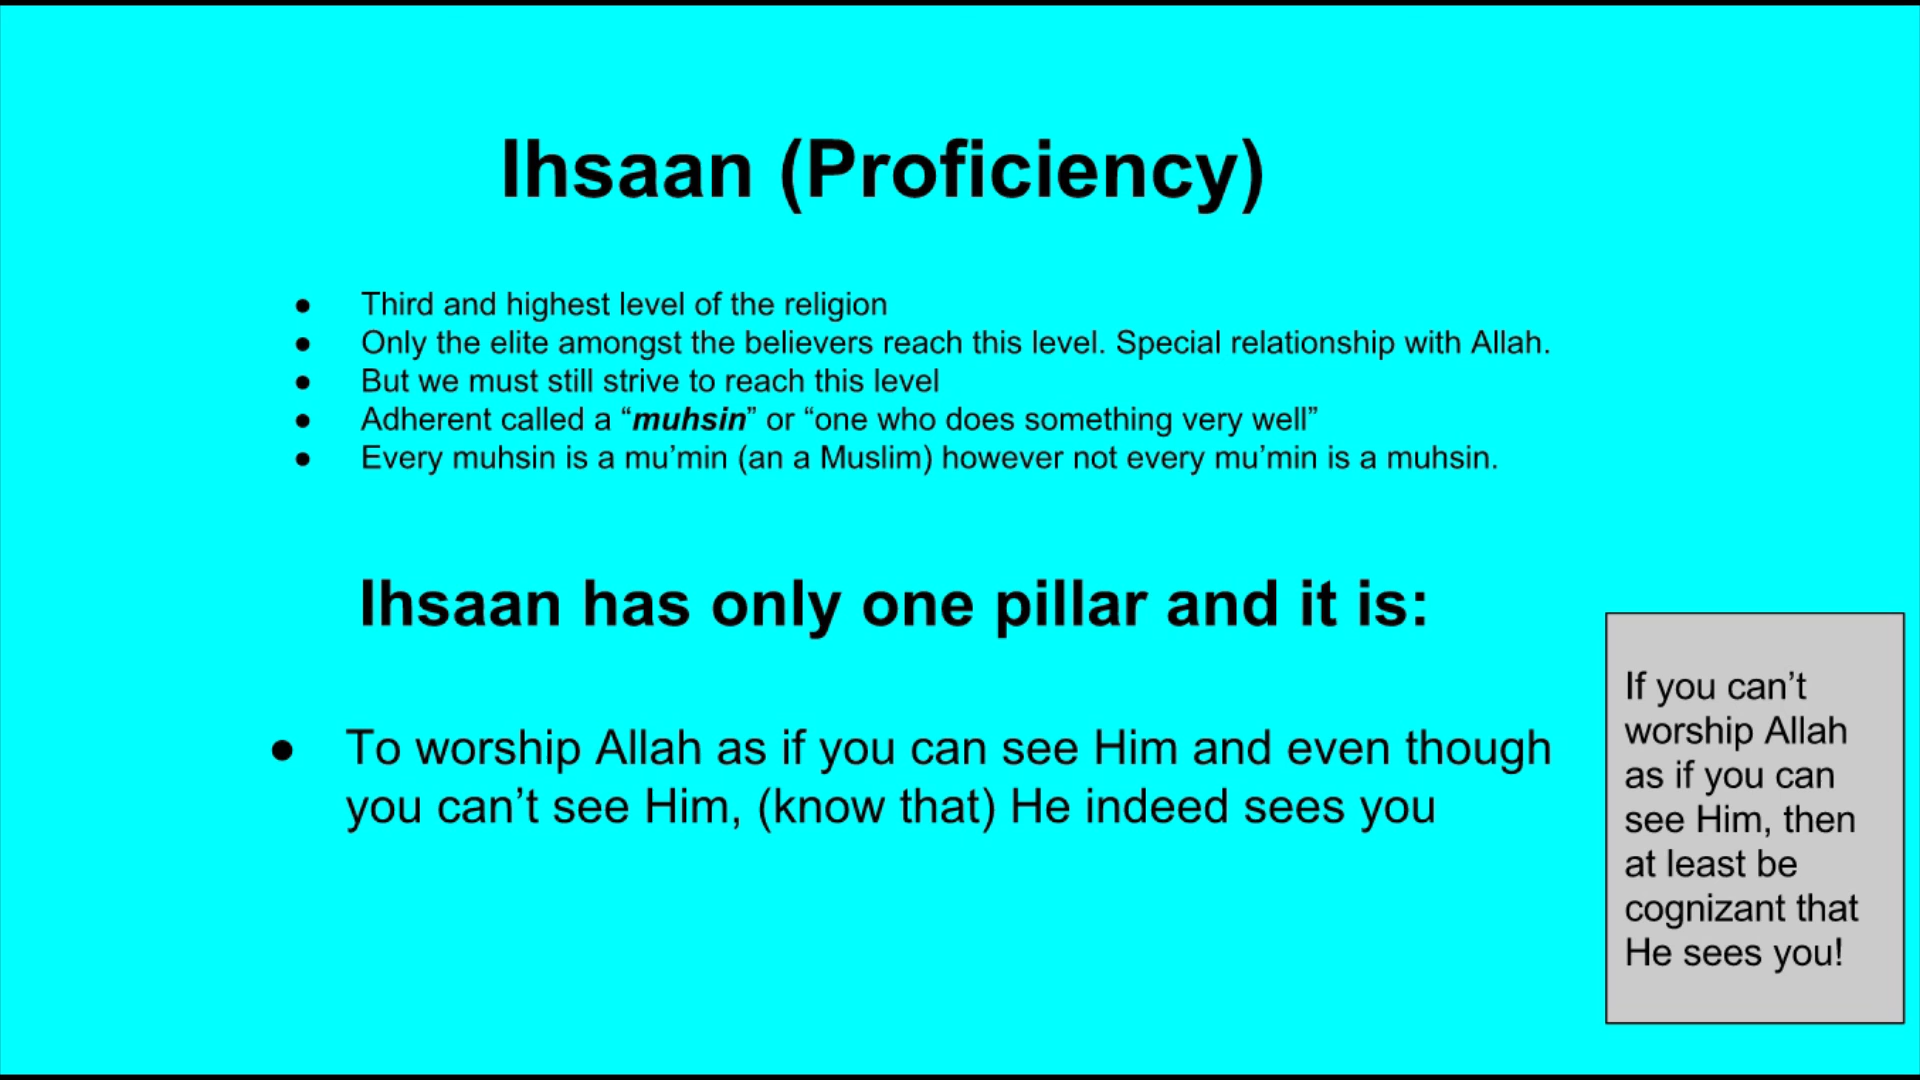 Ihsaan (Proficiency)
● Third and highest level of the religion
● Only the elite amongst the believers reach this level. Special relationship with Allah.
● But we must still strive to reach this level
● Adherent called a “muhsin” or “one who does something very well”
● Every muhsin is a mu’min (an a Muslim) however not every mu’min is a muhsin.
Ihsaan has only one pillar and it is:
● To worship Allah as if you can see Him and even though
you can’t see Him, (know that) He indeed sees you
If you can’t
worship Allah
as if you can
see Him, then
at least be
cognizant that
He sees you!